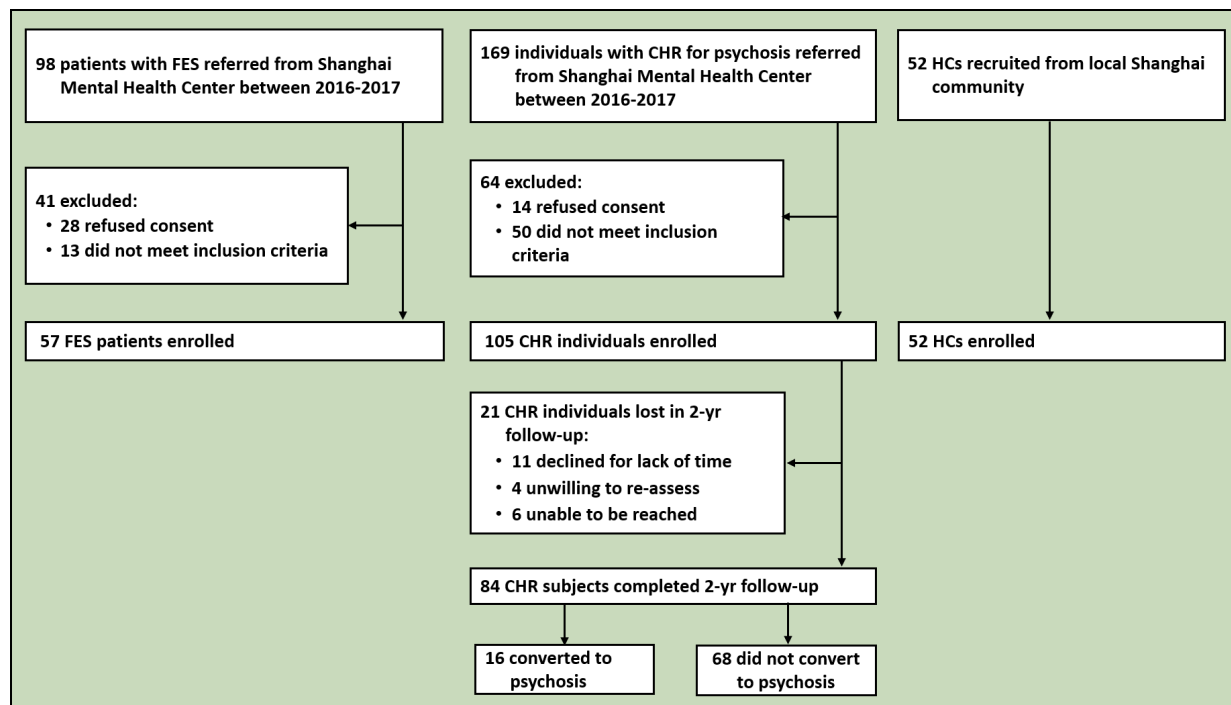 98 patients with FES referred from Shanghai
Mental Health Center between 2016-2017
169 individuals with CHR for psychosis referred
from Shanghai Mental Health Center
between 2016-2017
52 HCs recruited from local Shanghai
community
41 excluded:
• 28 refused consent
• 13 did not meet inclusion criteria
64 excluded:
• 14 refused consent
• 50 did not meet inclusion
criteria
57 FES patients enrolled
105 CHR individuals enrolled
52 HCs enrolled
21 CHR individuals lost in 2-yr
follow-up:
• 11 declined for lack of time
• 4 unwilling to re-assess
• 6 unable to be reached
84 CHR subjects completed 2-yr follow-up
16 converted to
psychosis
68 did not convert
to psychosis